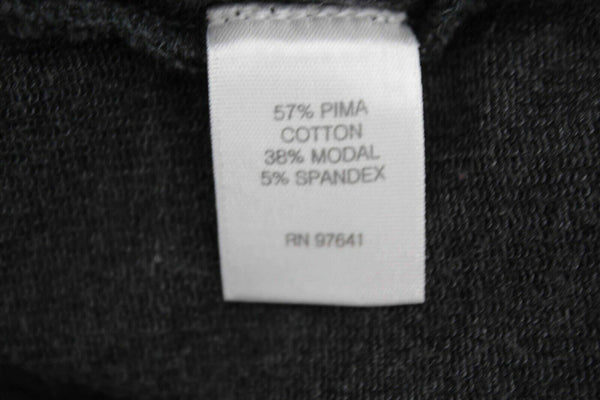 57% PIMA
COTTON
38% MODAL
5% SPANDEX
RN 97641